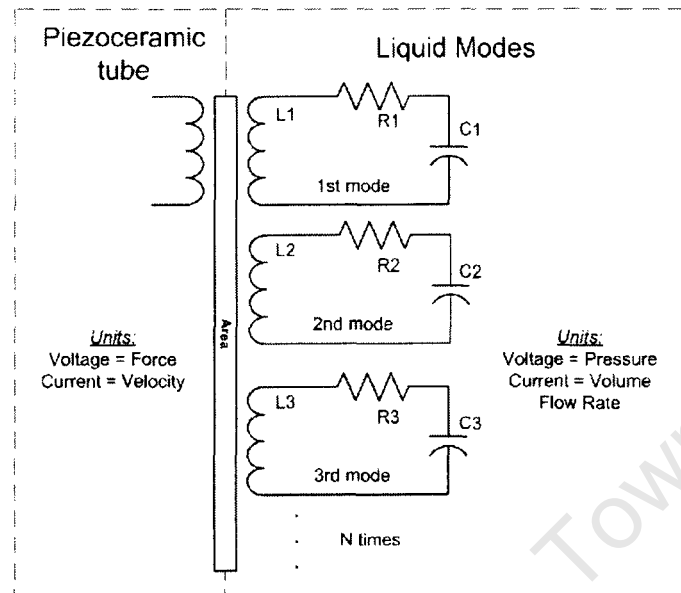 Piezoceramic
tube
Liquid Modes
L1
R1
C1
1st mode
L2
R2
C2
2nd mode
Area
Units:
Voltage = Force
Current = Velocity
Units:
Voltage = Pressure
Current = Volume
Flow Rate
L3
R3
C3
3rd mode
N times
Town